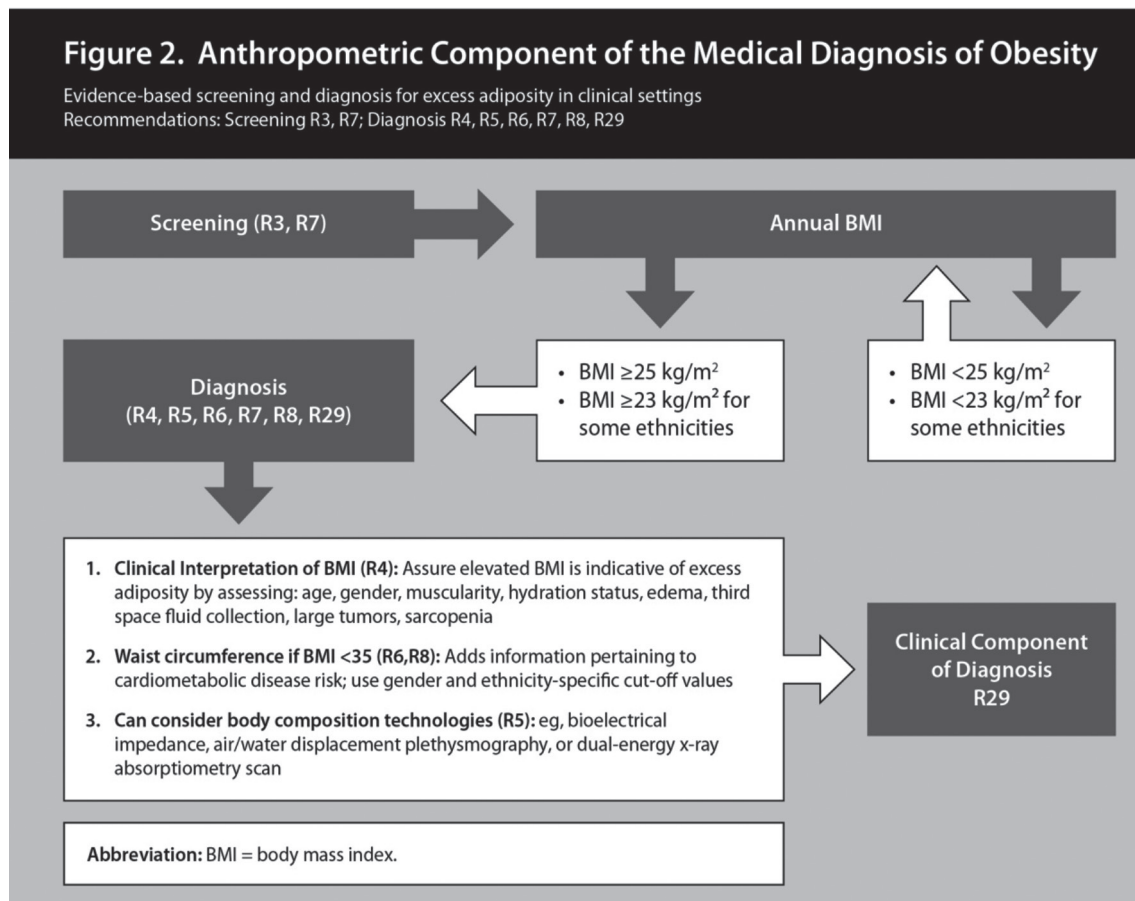 Figure 2. Anthropometric Component of the Medical Diagnosis of Obesity
Evidence-based screening and diagnosis for excess adiposity in clinical settings
Recommendations: Screening R3, R7; Diagnosis R4, R5, R6, R7, R8, R29
Screening (R3, R7)
Annual BMI
Diagnosis
(R4, R5, R6, R7, R8, R29)
• BMI ≥25 kg/m²
• BMI ≥23 kg/m² for
some ethnicities
• BMI <25 kg/m²
• BMI <23 kg/m² for
some ethnicities
1. Clinical Interpretation of BMI (R4): Assure elevated BMI is indicative of excess
adiposity by assessing: age, gender, muscularity, hydration status, edema, third
space fluid collection, large tumors, sarcopenia
2. Waist circumference if BMI <35 (R6,R8): Adds information pertaining to
cardiometabolic disease risk; use gender and ethnicity-specific cut-off values
3. Can consider body composition technologies (R5): eg, bioelectrical
impedance, air/water displacement plethysmography, or dual-energy x-ray
absorptiometry scan
Clinical Component
of Diagnosis
R29
Abbreviation: BMI = body mass index.